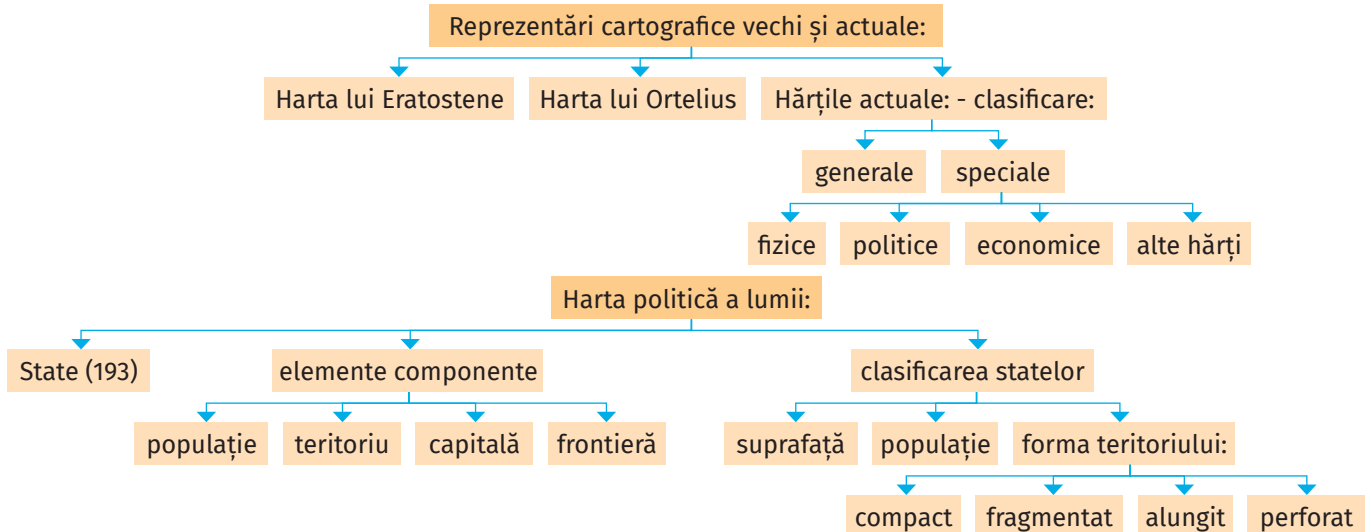 Reprezentări cartografice vechi și actuale:
Harta lui Eratostene
Harta lui Ortelius
Hărțile actuale: - clasificare:
generale
speciale
fizice
politice
economice
alte hărți
Harta politică a lumii:
State (193)
elemente componente
clasificarea statelor
populație
teritoriu
capitală
frontieră
suprafață
populație
forma teritoriului:
compact
fragmentat
alungit
perforat